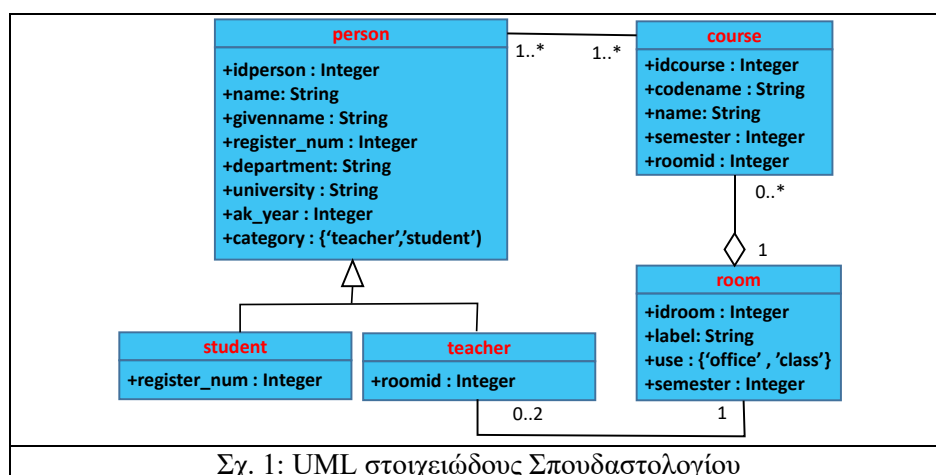 person
+idperson : Integer
+name: String
+givenname : String
+register_num : Integer
+department: String
+university : String
+ak_year : Integer
+category : {‘teacher’,’student’)
1..*
1..*
course
+idcourse : Integer
+codename : String
+name: String
+semester : Integer
+roomid : Integer
0..*
1
room
+idroom : Integer
+label: String
+use : {‘office’ , ’class’}
+semester : Integer
student
+register_num : Integer
teacher
+roomid : Integer
0..2
1
Σχ. 1: UML στοιχειώδους Σπουδαστολογίου